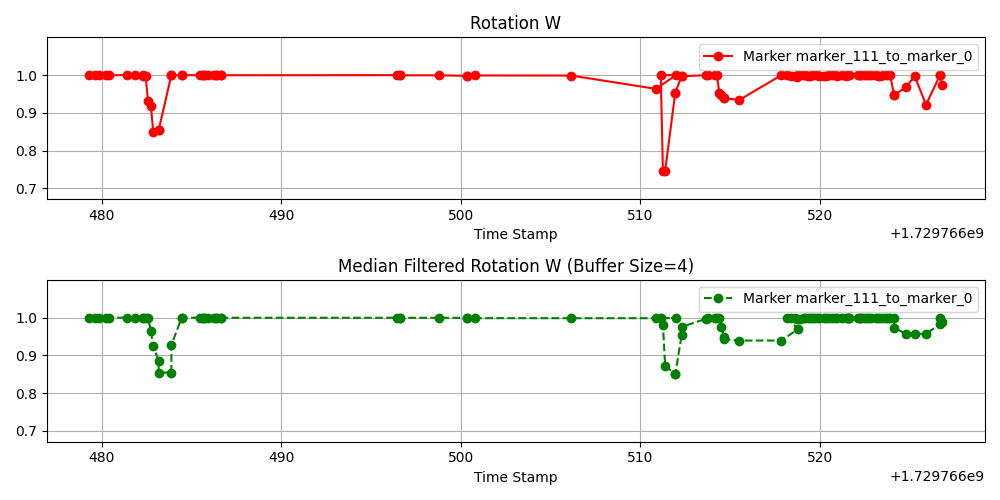 Rotation W
Marker marker_111_to_marker_0
1.0
0.9
0.8
0.7
480
490
500
510
520
Time Stamp
+1.729766e9
Median Filtered Rotation W (Buffer Size=4)
Marker marker_111_to_marker_0
1.0
0.9
0.8
0.7
480
490
500
510
520
Time Stamp
+1.729766e9